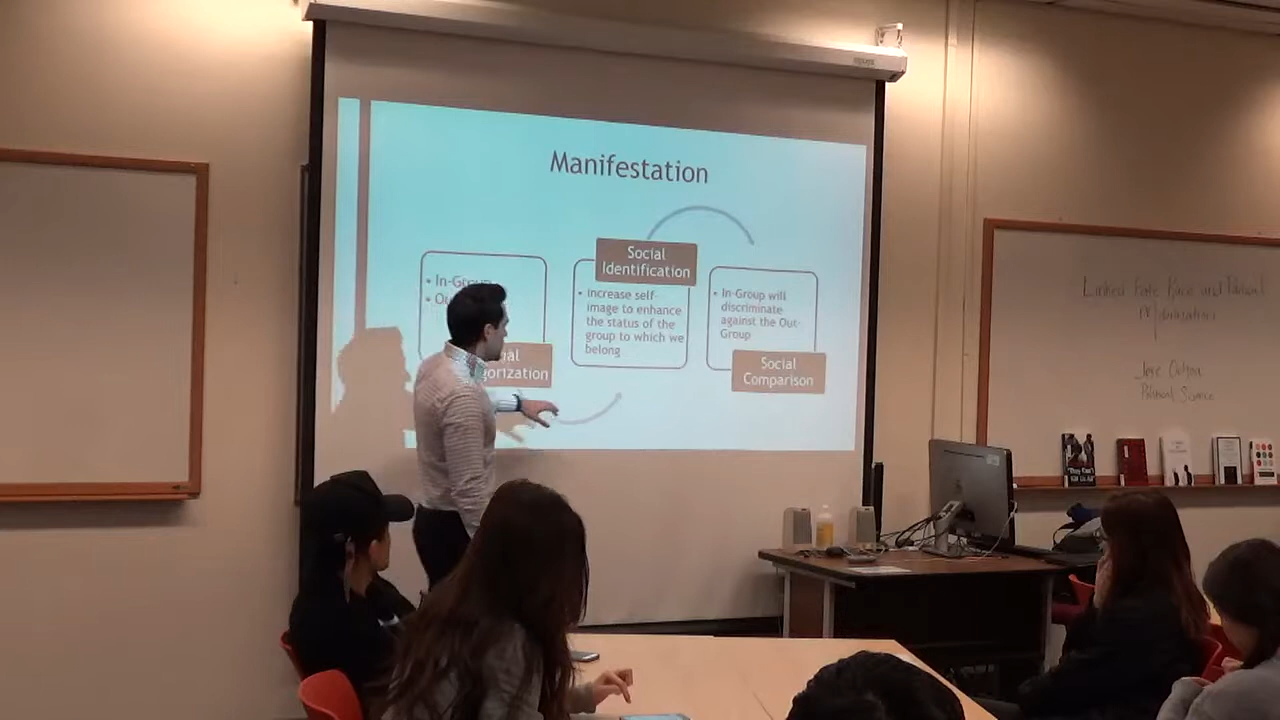 Manifestation
• In-Group
Social
Identification
• Increase self-
image to enhance
the status of the
group to which we
belong
• In-Group will
discriminate
against the Out-
Group
Social
Comparison
Linked Fate Race and Political
Mobilization
Jose
Political Science